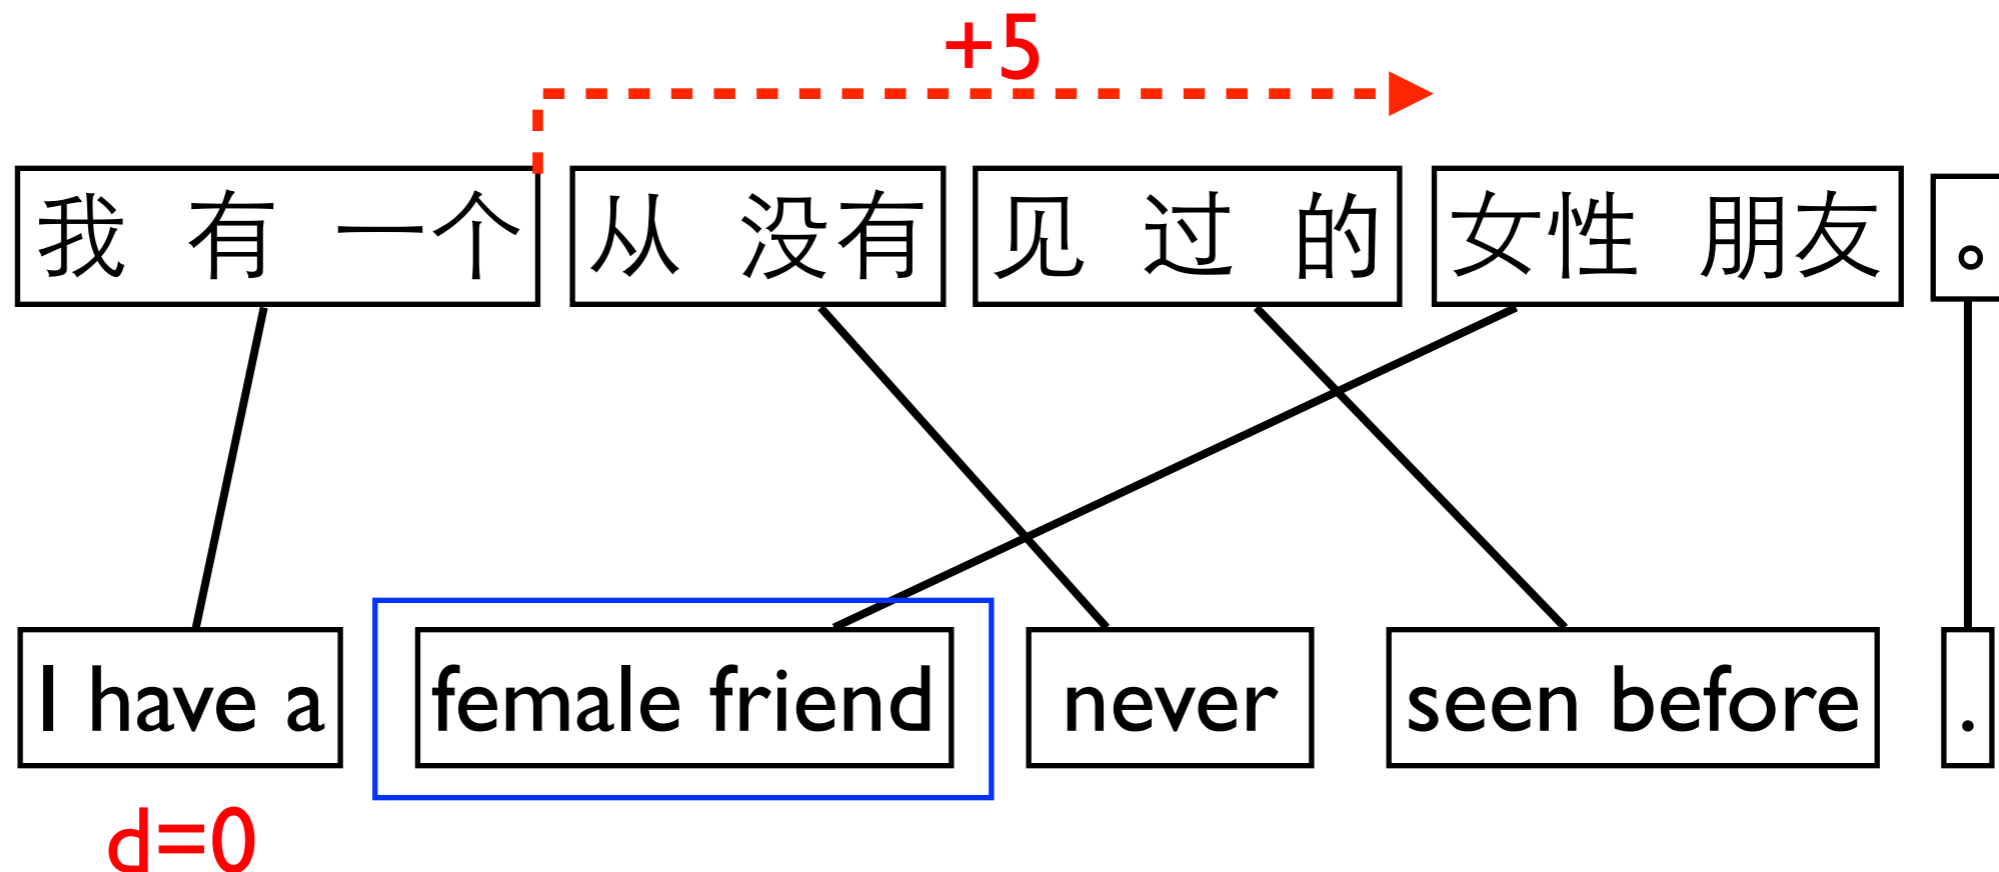 +5
我 有 一个 从 没有 见 过 的 女性 朋友 。
I have a female friend never seen before .
d=0